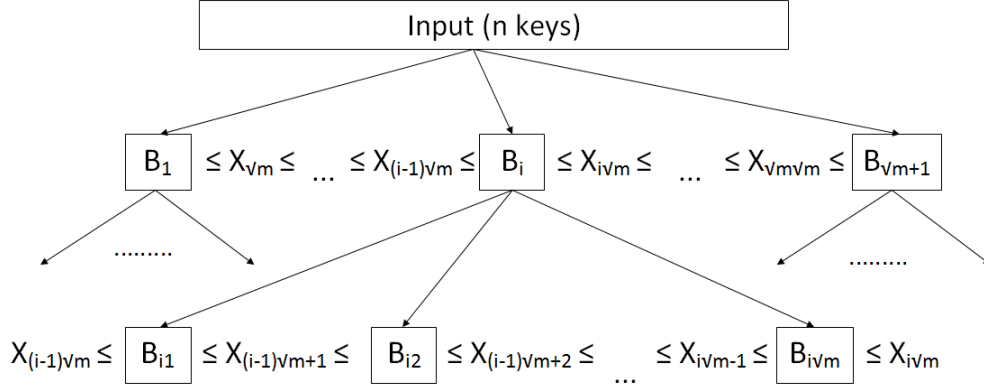 Input (n keys)
B₁ ≤ X√m ≤ ... ≤ X(i-1)√m ≤ Bᵢ ≤ Xi√m ≤ ... ≤ X√m√m ≤ B√m+1
......... .........
X(i-1)√m ≤ Bi1 ≤ X(i-1)√m+1 ≤ Bi2 ≤ X(i-1)√m+2 ≤ ... ≤ Xi√m-1 ≤ Bi√m ≤ Xi√m